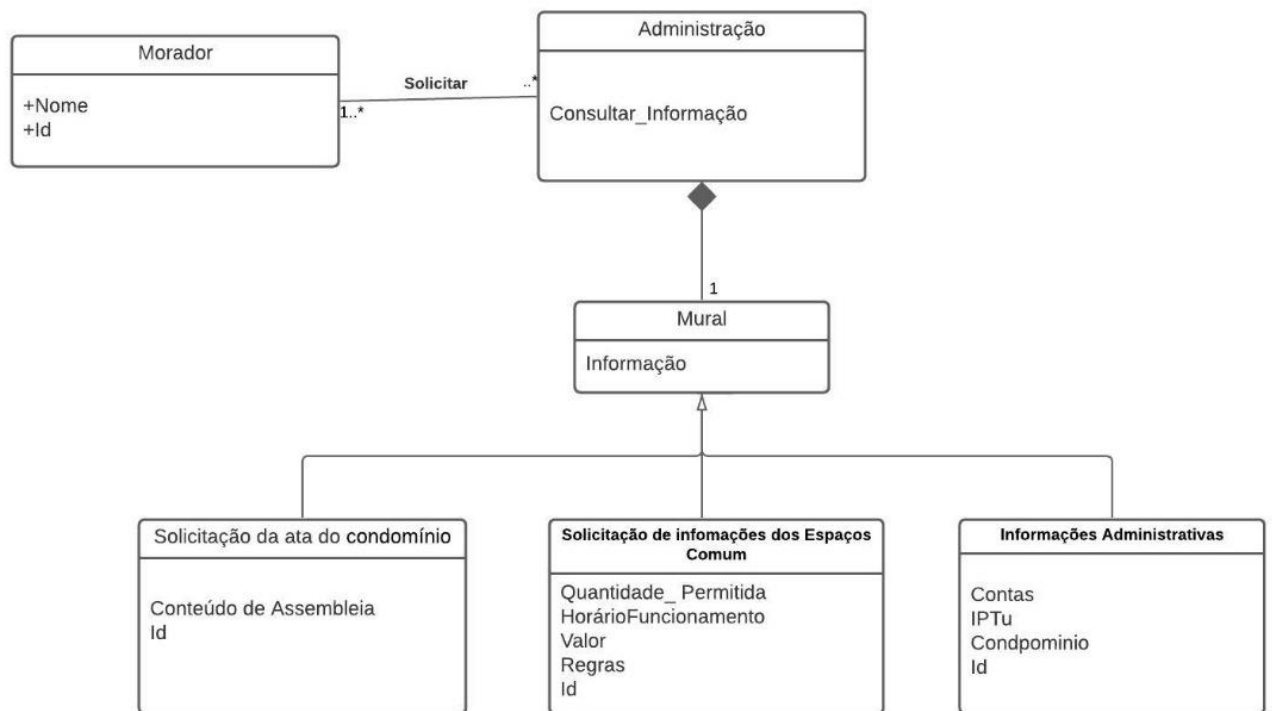 Morador
+Nome
+Id
Solicitar
1..*
..*
Administração
Consultar_Informação
1
Mural
Informação
Solicitação da ata do condomínio
Conteúdo de Assembleia
Id
Solicitação de infomações dos Espaços
Comum
Quantidade_ Permitida
HorárioFuncionamento
Valor
Regras
Id
Informações Administrativas
Contas
IPTu
Condpominio
Id